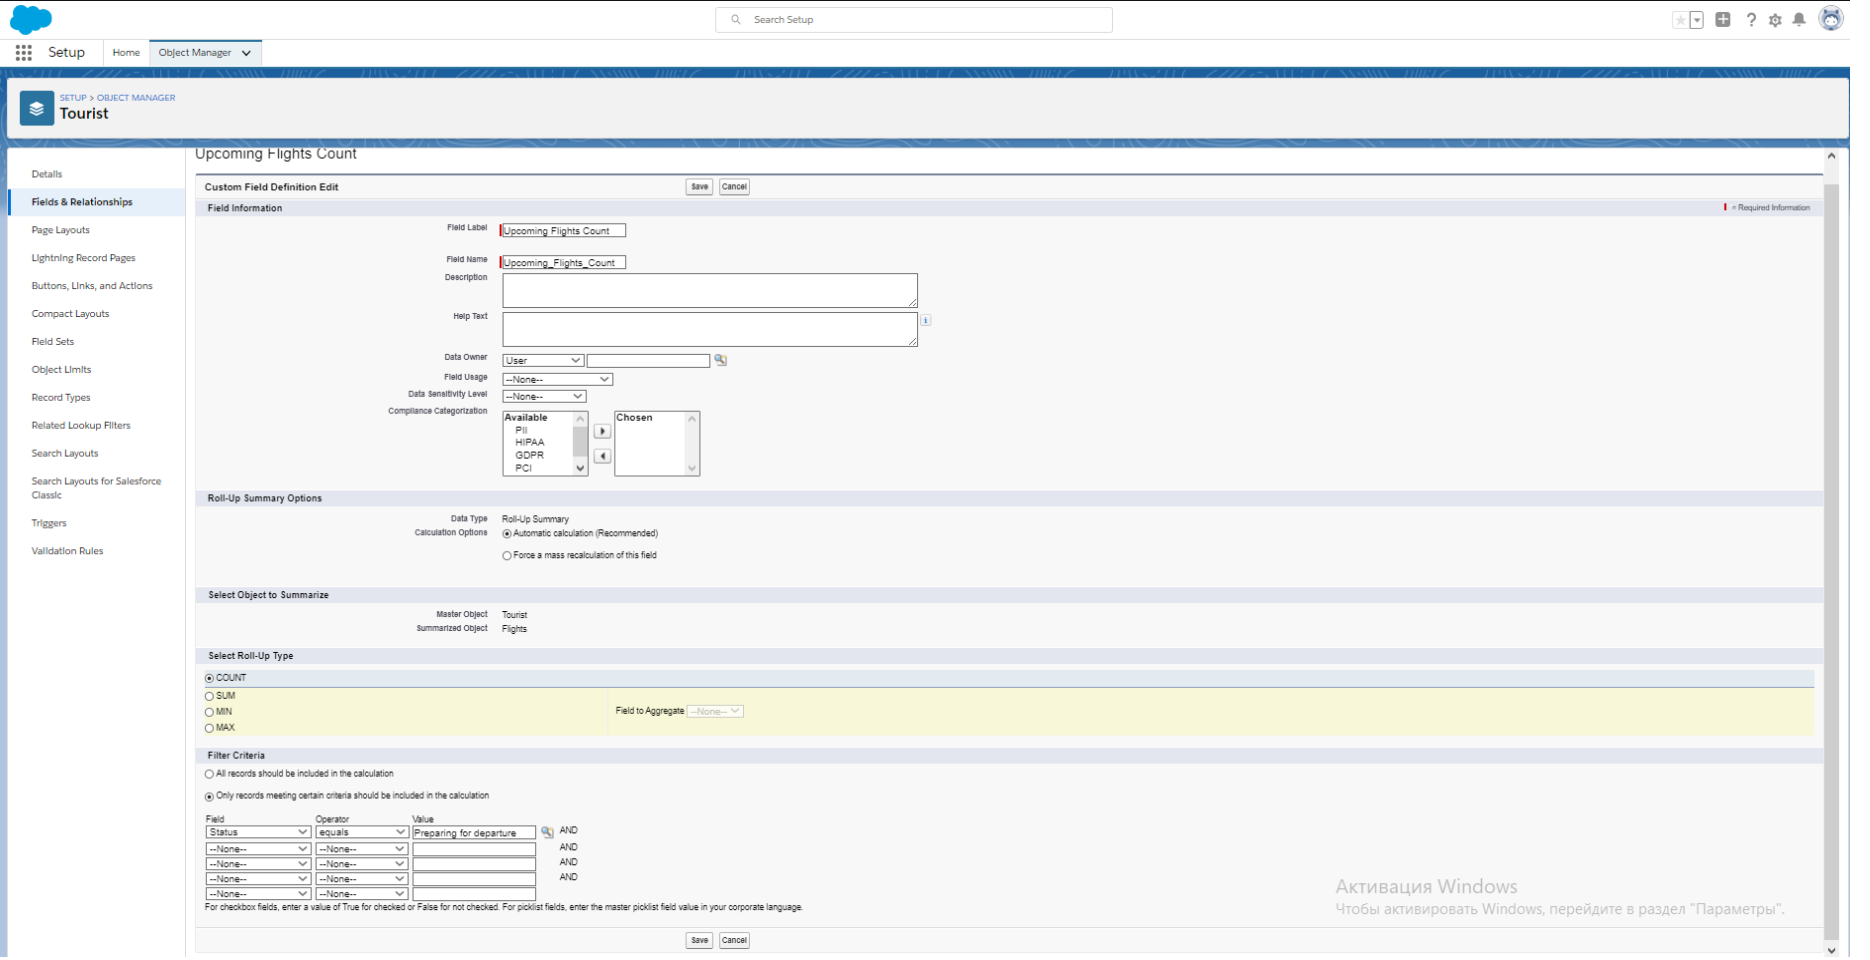 Search Setup
Setup
Home
Object Manager
SETUP > OBJECT MANAGER
Tourist
Details
Fields & Relationships
Page Layouts
Lightning Record Pages
Buttons, Links, and Actions
Compact Layouts
Field Sets
Object Limits
Record Types
Related Lookup Filters
Search Layouts
Search Layouts for Salesforce
Classic
Triggers
Validation Rules
Upcoming Flights Count
Custom Field Definition Edit
Save
Cancel
Field Information
= Required Information
Field Label
Upcoming Flights Count
Field Name
Upcoming_Flights_Count
Description
Help Text
i
Data Owner
User
Field Usage
--None--
Data Sensitivity Level
--None--
Compliance Categorization
Available
PII
HIPAA
GDPR
PCI
Chosen
Roll-Up Summary Options
Data Type
Roll-Up Summary
Calculation Options
Automatic calculation (Recommended)
Force a mass recalculation of this field
Select Object to Summarize
Master Object
Tourist
Summarized Object
Flights
Select Roll-Up Type
COUNT
SUM
MIN
MAX
Field to Aggregate
--None--
Filter Criteria
All records should be included in the calculation
Only records meeting certain criteria should be included in the calculation
Field Operator Value
Status equals Preparing for departure AND
--None-- --None-- AND
--None-- --None-- AND
--None-- --None-- AND
--None-- --None--
For checkbox fields, enter a value of True for checked or False for not checked. For picklist fields, enter the master picklist field value in your corporate language.
Save
Cancel
Активация Windows
Чтобы активировать Windows, перейдите в раздел "Параметры".